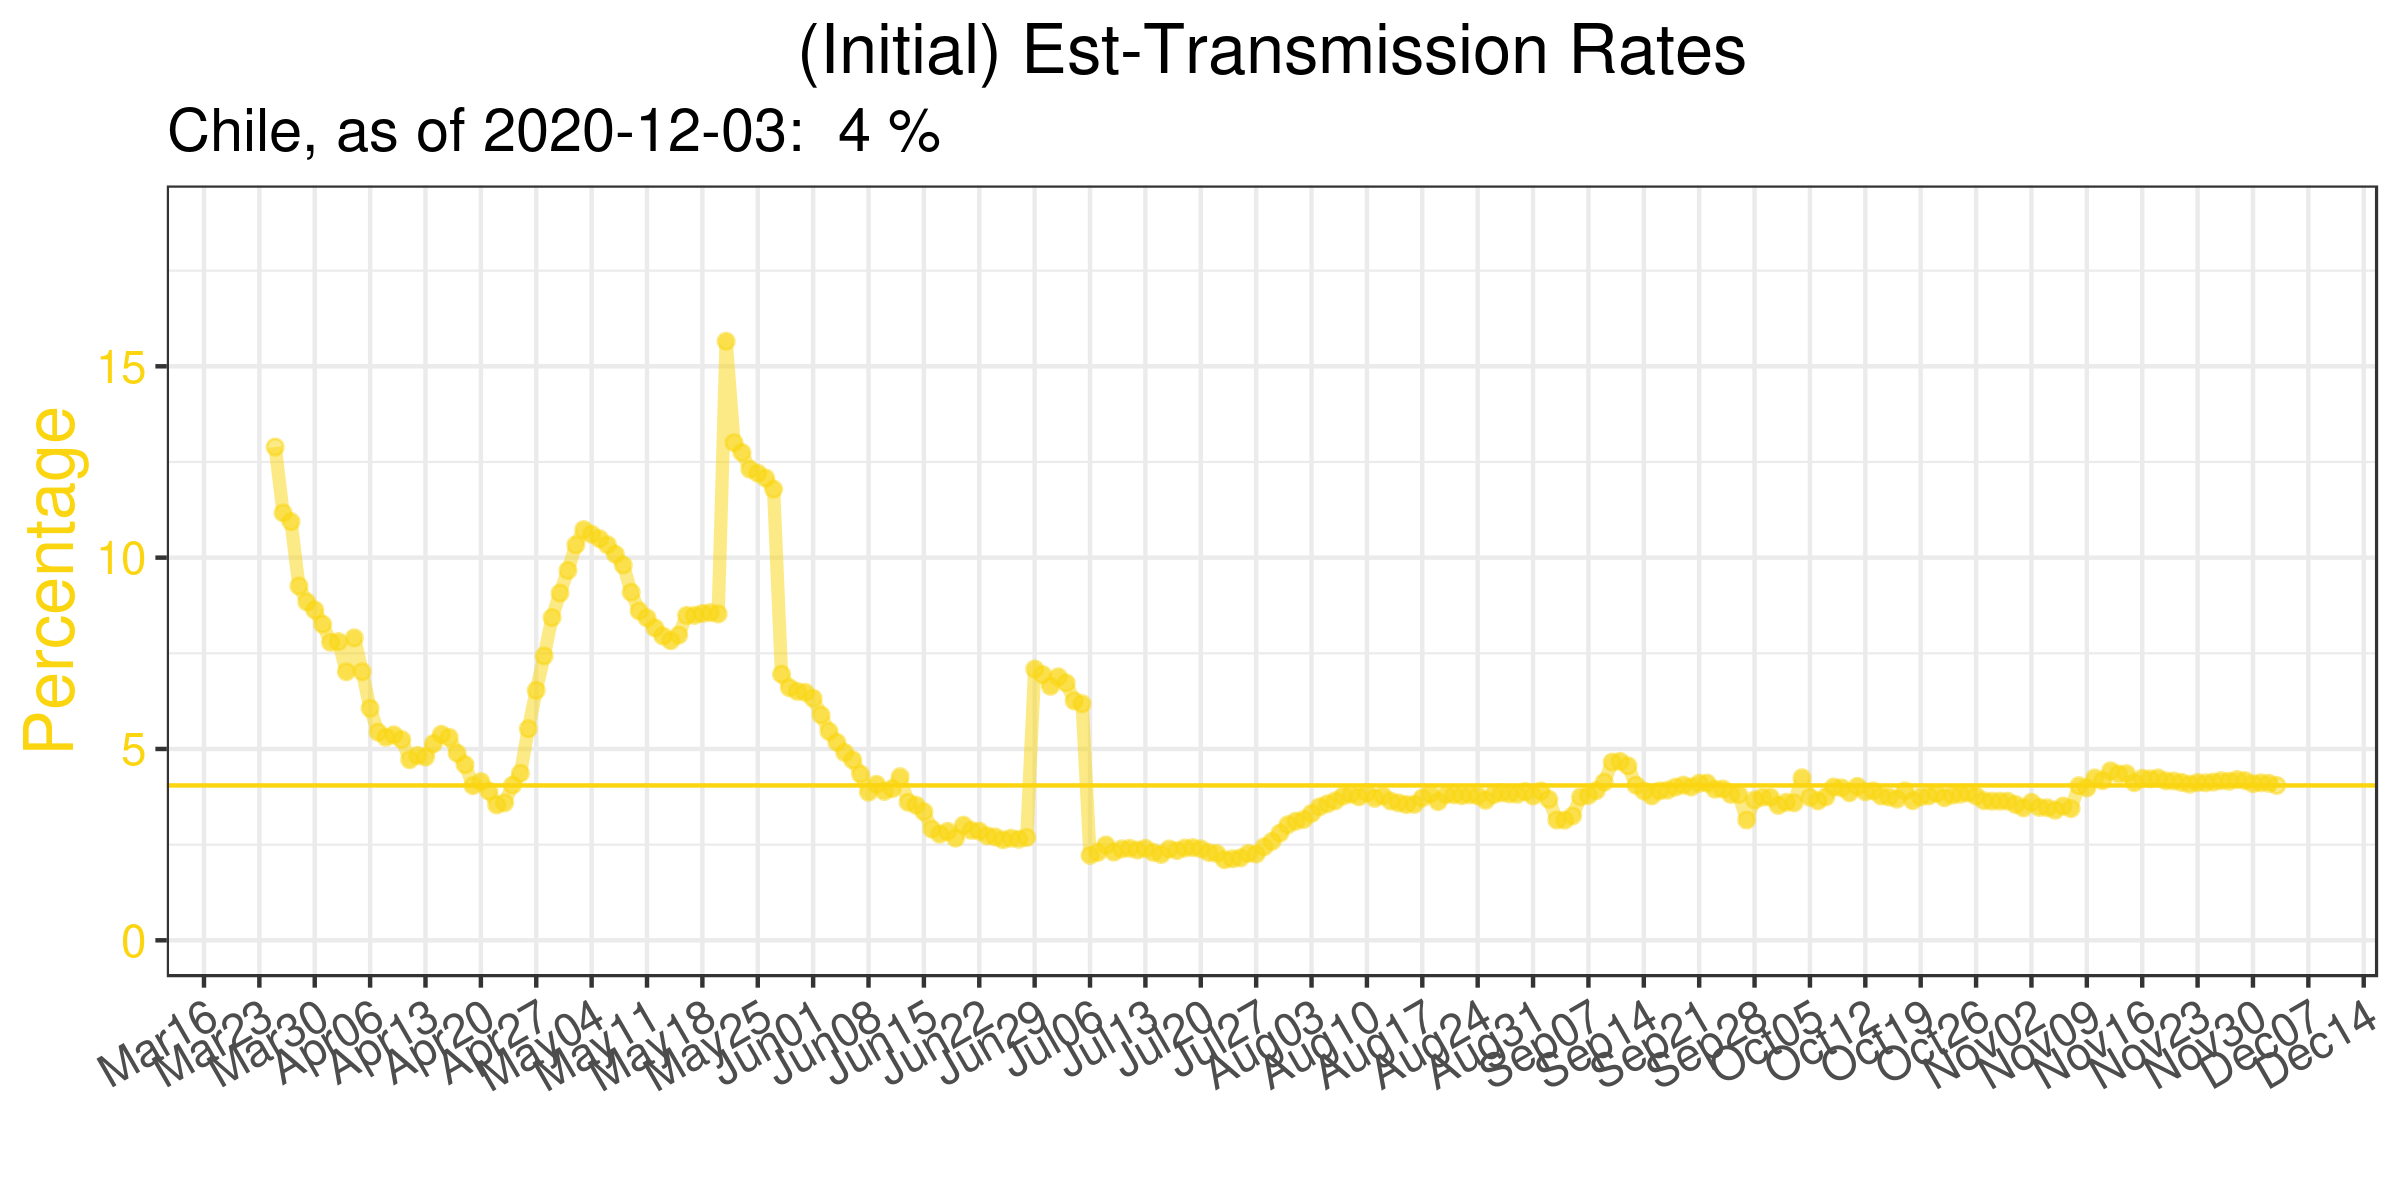 (Initial) Est-Transmission Rates
Chile, as of 2020-12-03:  4 %
Percentage
15
10
5
0
Mar16 Mar23 Mar30 Apr06 Apr13 Apr20 Apr27 May04 May11 May18 May25 Jun01 Jun08 Jun15 Jun22 Jun29 Jul06 Jul13 Jul20 Jul27 Aug03 Aug10 Aug17 Aug24 Aug31 Sep07 Sep14 Sep21 Sep28 Oct05 Oct12 Oct19 Oct26 Nov02 Nov09 Nov16 Nov23 Nov30 Dec07 Dec14